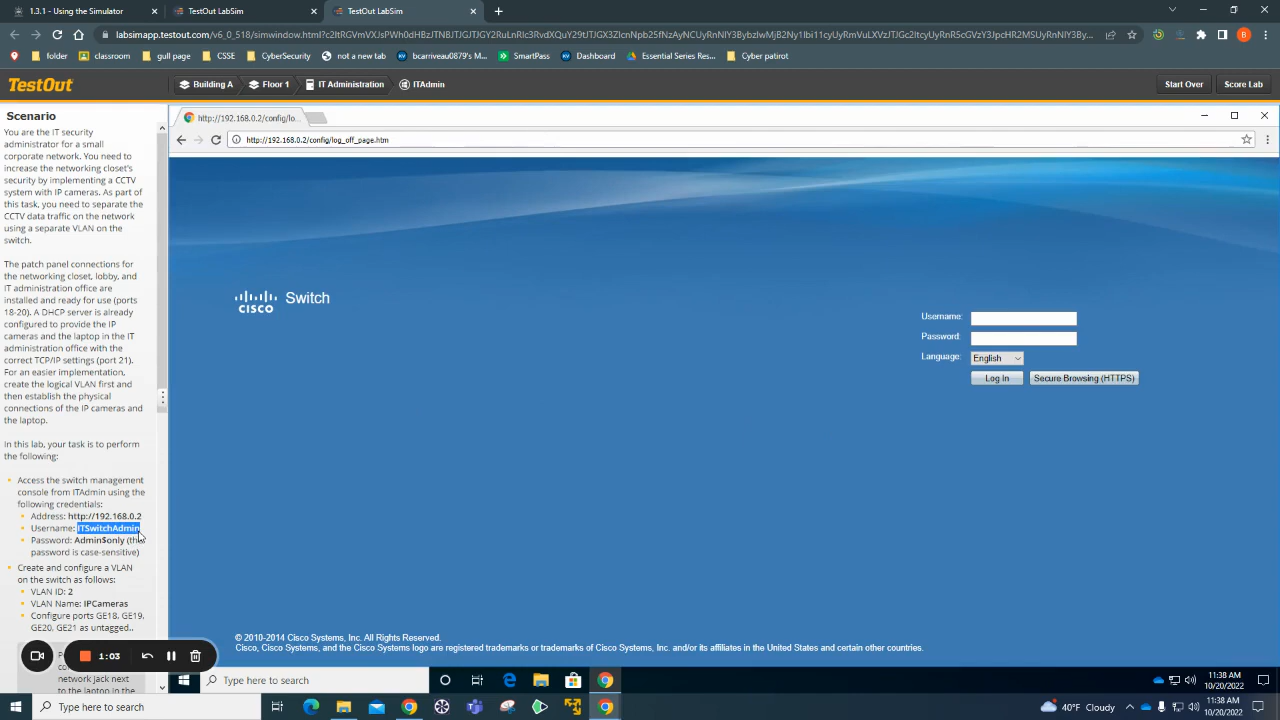 1.3.1 - Using the Simulator
TestOut LabSim
TestOut LabSim
folder
classroom
gull page
CSSE
CyberSecurity
not a new tab
bcarriveau0879's M...
SmartPass
Dashboard
Essential Series Res...
Cyber patirot
TestOut
Building A
Floor 1
IT Administration
ITAdmin
Start Over
Score Lab
Scenario
You are the IT security
administrator for a small
corporate network. You need to
increase the networking closet's
security by implementing a CCTV
system with IP cameras. As part of
this task, you need to separate the
CCTV data traffic on the network
using a separate VLAN on the
switch.
The patch panel connections for
the networking closet, lobby, and
IT administration office are
installed and ready for use (ports
18-20). A DHCP server is already
configured to provide the IP
cameras and the laptop in the IT
administration office with the
correct TCP/IP settings (port 21).
For an easier implementation,
create the logical VLAN first and
then establish the physical
connections of the IP cameras and
the laptop.
In this lab, your task is to perform
the following:
Access the switch management
console from ITAdmin using the
following credentials:
Address: http://192.168.0.2
Username: ITSwitchAdmin
Password: Admin$only (the
password is case-sensitive)
Create and configure a VLAN
on the switch as follows:
VLAN ID: 2
VLAN Name: IPCameras
Configure ports GE18, GE19,
GE20, GE21 as untagged..
network jack next
to the laptop
1:03
http://192.168.0.2/config/lo...
http://192.168.0.2/config/log_off_page.htm
CISCO
Switch
Username:
Password:
Language:
English
Log In
Secure Browsing (HTTPS)
© 2010-2014 Cisco Systems, Inc. All Rights Reserved.
Cisco, Cisco Systems, and the Cisco Systems logo are registered trademarks or trademarks of Cisco Systems, Inc. and/or its affiliates in the United States and certain other countries.
Type here to search
11:38 AM
10/20/2022
Type here to search
40°F Cloudy
11:38 AM
10/20/2022